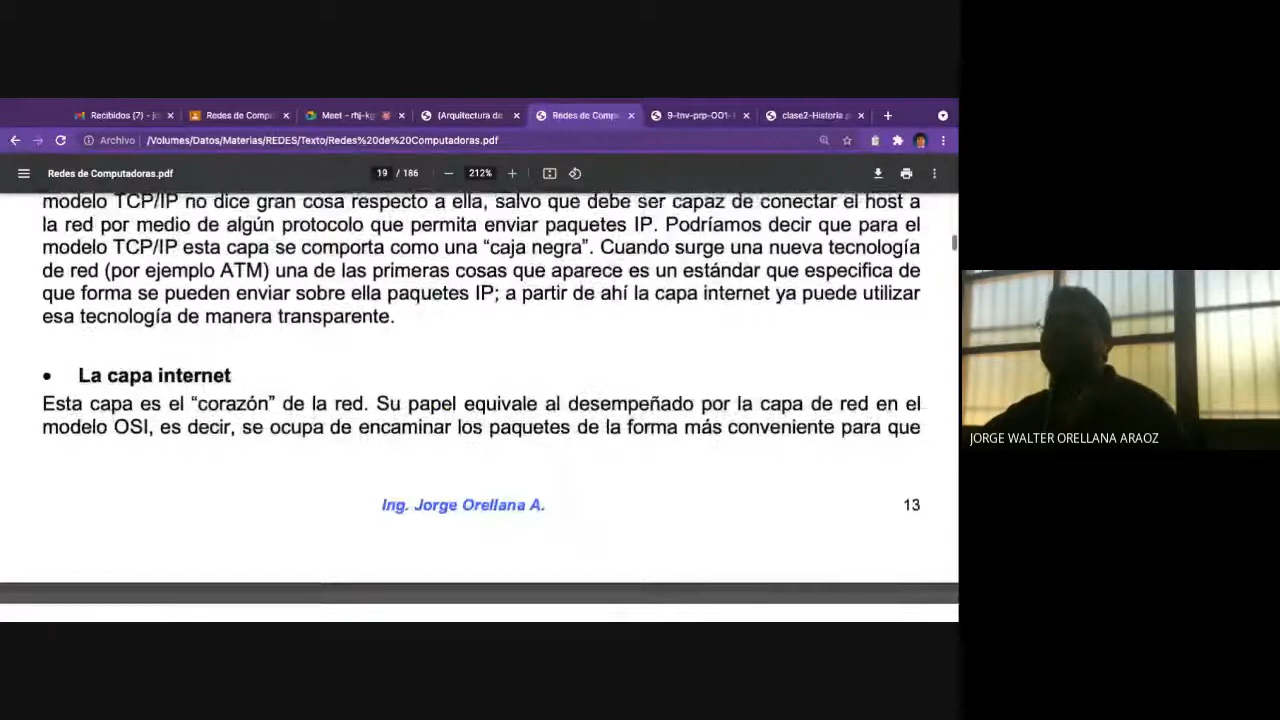 Recibidos (7) - jo
Redes de Compu
Meet - rhj-kg
(Arquitectura de
Redes de Compu
9-tnv-prp-001-
clase2-Historia.p
Archivo /Volumes/Datos/Materias/REDES/Texto/Redes%20de%20Computadoras.pdf
Redes de Computadoras.pdf 19 / 186 — 212% +
modelo TCP/IP no dice gran cosa respecto a ella, salvo que debe ser capaz de conectar el host a
la red por medio de algún protocolo que permita enviar paquetes IP. Podríamos decir que para el
modelo TCP/IP esta capa se comporta como una “caja negra”. Cuando surge una nueva tecnología
de red (por ejemplo ATM) una de las primeras cosas que aparece es un estándar que especifica de
que forma se pueden enviar sobre ella paquetes IP; a partir de ahí la capa internet ya puede utilizar
esa tecnología de manera transparente.
• La capa internet
Esta capa es el “corazón” de la red. Su papel equivale al desempeñado por la capa de red en el
modelo OSI, es decir, se ocupa de encaminar los paquetes de la forma más conveniente para que
Ing. Jorge Orellana A. 13
JORGE WALTER ORELLANA ARAOZ